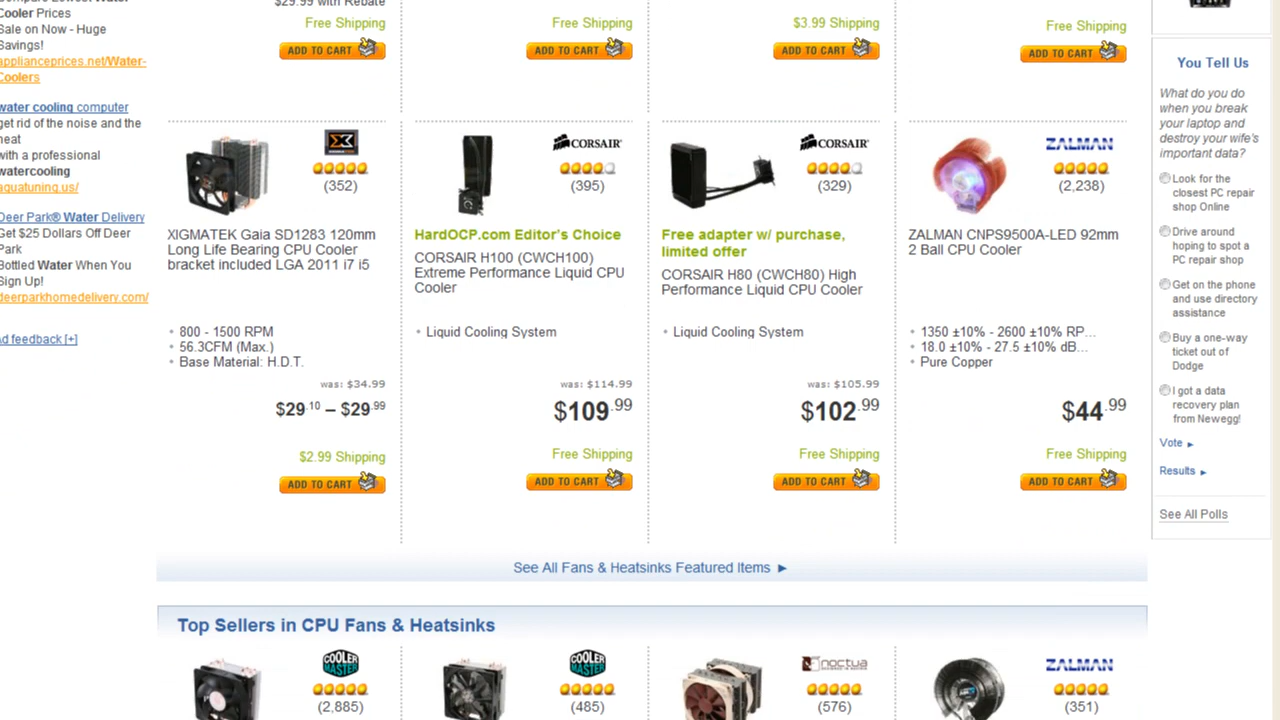 Compare Lowest Water
Cooler Prices
Sale on Now - Huge
Savings!
applianceprices.net/Water-
Coolers
water cooling computer
get rid of the noise and the
heat
with a professional
watercooling
aquatuning.us/
Deer Park® Water Delivery
Get $25 Dollars Off Deer
Park
Bottled Water When You
Sign Up!
deerparkhomedelivery.com/
Ad feedback [+]
$29.99 with Rebate
Free Shipping
ADD TO CART
Free Shipping
ADD TO CART
$3.99 Shipping
ADD TO CART
Free Shipping
ADD TO CART
(352)
XIGMATEK Gaia SD1283 120mm
Long Life Bearing CPU Cooler
bracket included LGA 2011 i7 i5
800 - 1500 RPM
56.3CFM (Max.)
Base Material: H.D.T.
was: $34.99
$29.10 – $29.99
$2.99 Shipping
ADD TO CART
CORSAIR
(395)
HardOCP.com Editor's Choice
CORSAIR H100 (CWCH100)
Extreme Performance Liquid CPU
Cooler
Liquid Cooling System
was: $114.99
$109.99
Free Shipping
ADD TO CART
CORSAIR
(329)
Free adapter w/ purchase,
limited offer
CORSAIR H80 (CWCH80) High
Performance Liquid CPU Cooler
Liquid Cooling System
was: $105.99
$102.99
Free Shipping
ADD TO CART
ZALMAN
(2,238)
ZALMAN CNPS9500A-LED 92mm
2 Ball CPU Cooler
1350 ±10% - 2600 ±10% RP...
18.0 ±10% - 27.5 ±10% dB...
Pure Copper
$44.99
Free Shipping
ADD TO CART
See All Fans & Heatsinks Featured Items ►
Top Sellers in CPU Fans & Heatsinks
COOLER
MASTER
(2,885)
COOLER
MASTER
(485)
noctua
(576)
ZALMAN
(351)
You Tell Us
What do you do
when you break
your laptop and
destroy your wife's
important data?
Look for the
closest PC repair
shop Online
Drive around
hoping to spot a
PC repair shop
Get on the phone
and use directory
assistance
Buy a one-way
ticket out of
Dodge
I got a data
recovery plan
from Newegg!
Vote ►
Results ►
See All Polls